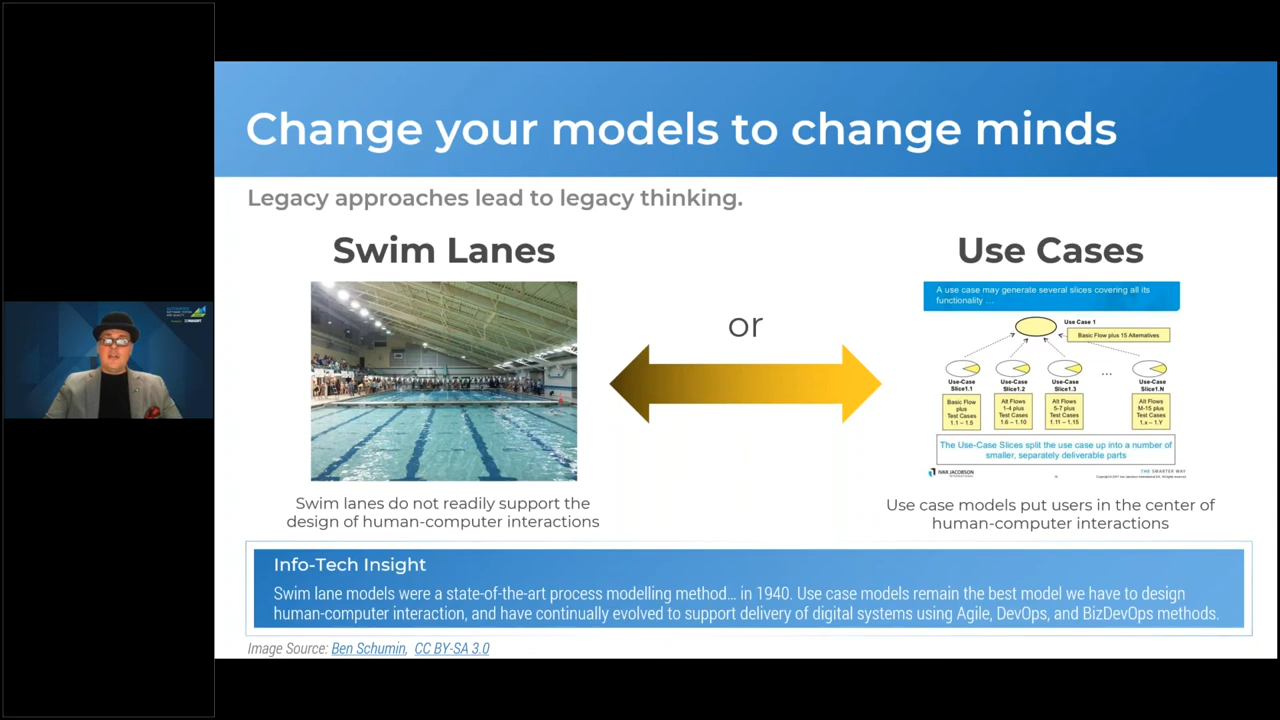 Change your models to change minds
Legacy approaches lead to legacy thinking.
Swim Lanes
or
Use Cases
A use case may generate several slices covering all its
functionality …
Use Case 1
Basic Flow plus 15 Alternatives
...
Use-Case
Slice1.1
Use-Case
Slice1.2
Use-Case
Slice1.3
Use-Case
Slice1.N
Basic Flow
plus
Test Cases
1.1 – 1.5
Alt Flows
1-4 plus
Test Cases
1.6 – 1.10
Alt Flows
5-7 plus
Test Cases
1.11 – 1.15
Alt Flows
M-15 plus
Test Cases
1.x – 1.Y
The Use-Case Slices split the use case up into a number of
smaller, separately deliverable parts
IVAR JACOBSON
INTERNATIONAL
THE SMARTER WAY
Swim lanes do not readily support the
design of human-computer interactions
Use case models put users in the center of
human-computer interactions
Info-Tech Insight
Swim lane models were a state-of-the-art process modelling method… in 1940. Use case models remain the best model we have to design
human-computer interaction, and have continually evolved to support delivery of digital systems using Agile, DevOps, and BizDevOps methods.
Image Source: Ben Schumin, CC BY-SA 3.0